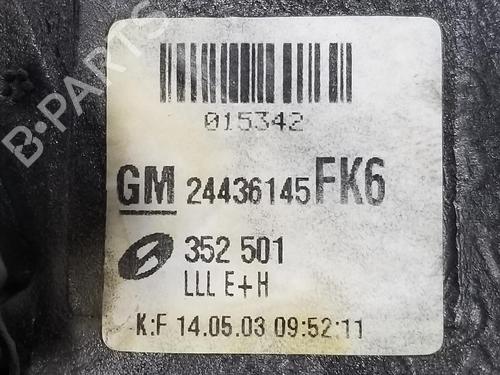 B-PARTS
015342
GM 24436145 FK6
352 501
LLL E+H
K:F 14.05.03 09:52:11